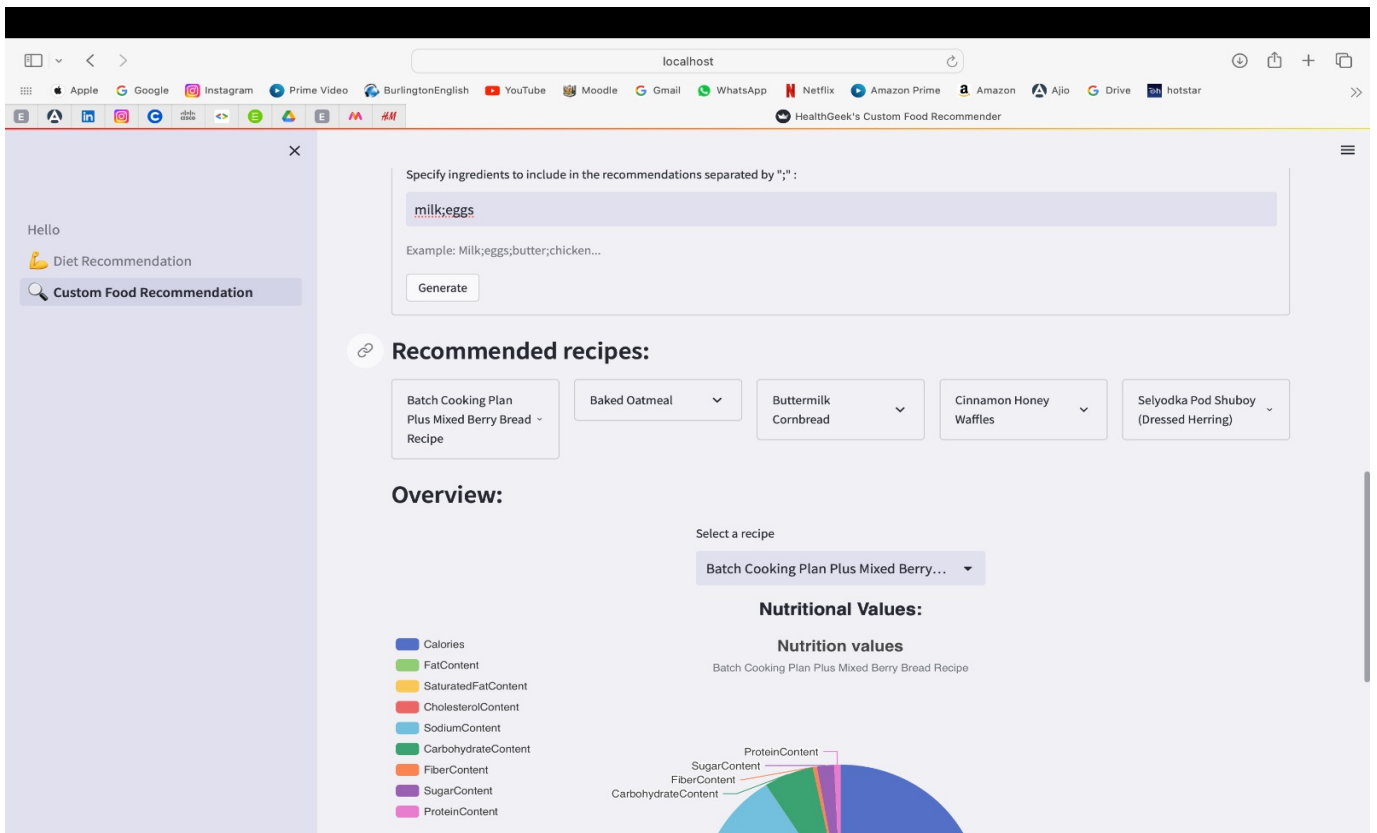 localhost
Apple Google Instagram Prime Video BurlingtonEnglish YouTube Moodle Gmail WhatsApp Netflix Amazon Prime Amazon Ajio Drive hotstar
HealthGeek's Custom Food Recommender
Specify ingredients to include in the recommendations separated by ";" :
milk;eggs
Example: Milk;eggs;butter;chicken...
Generate
Hello
Diet Recommendation
Custom Food Recommendation
Recommended recipes:
Batch Cooking Plan
Plus Mixed Berry Bread
Recipe
Baked Oatmeal
Buttermilk
Cornbread
Cinnamon Honey
Waffles
Selyodka Pod Shuboy
(Dressed Herring)
Overview:
Select a recipe
Batch Cooking Plan Plus Mixed Berry...
Nutritional Values:
Nutrition values
Batch Cooking Plan Plus Mixed Berry Bread Recipe
Calories
FatContent
SaturatedFatContent
CholesterolContent
SodiumContent
CarbohydrateContent
FiberContent
SugarContent
ProteinContent
ProteinContent
SugarContent
FiberContent
CarbohydrateContent